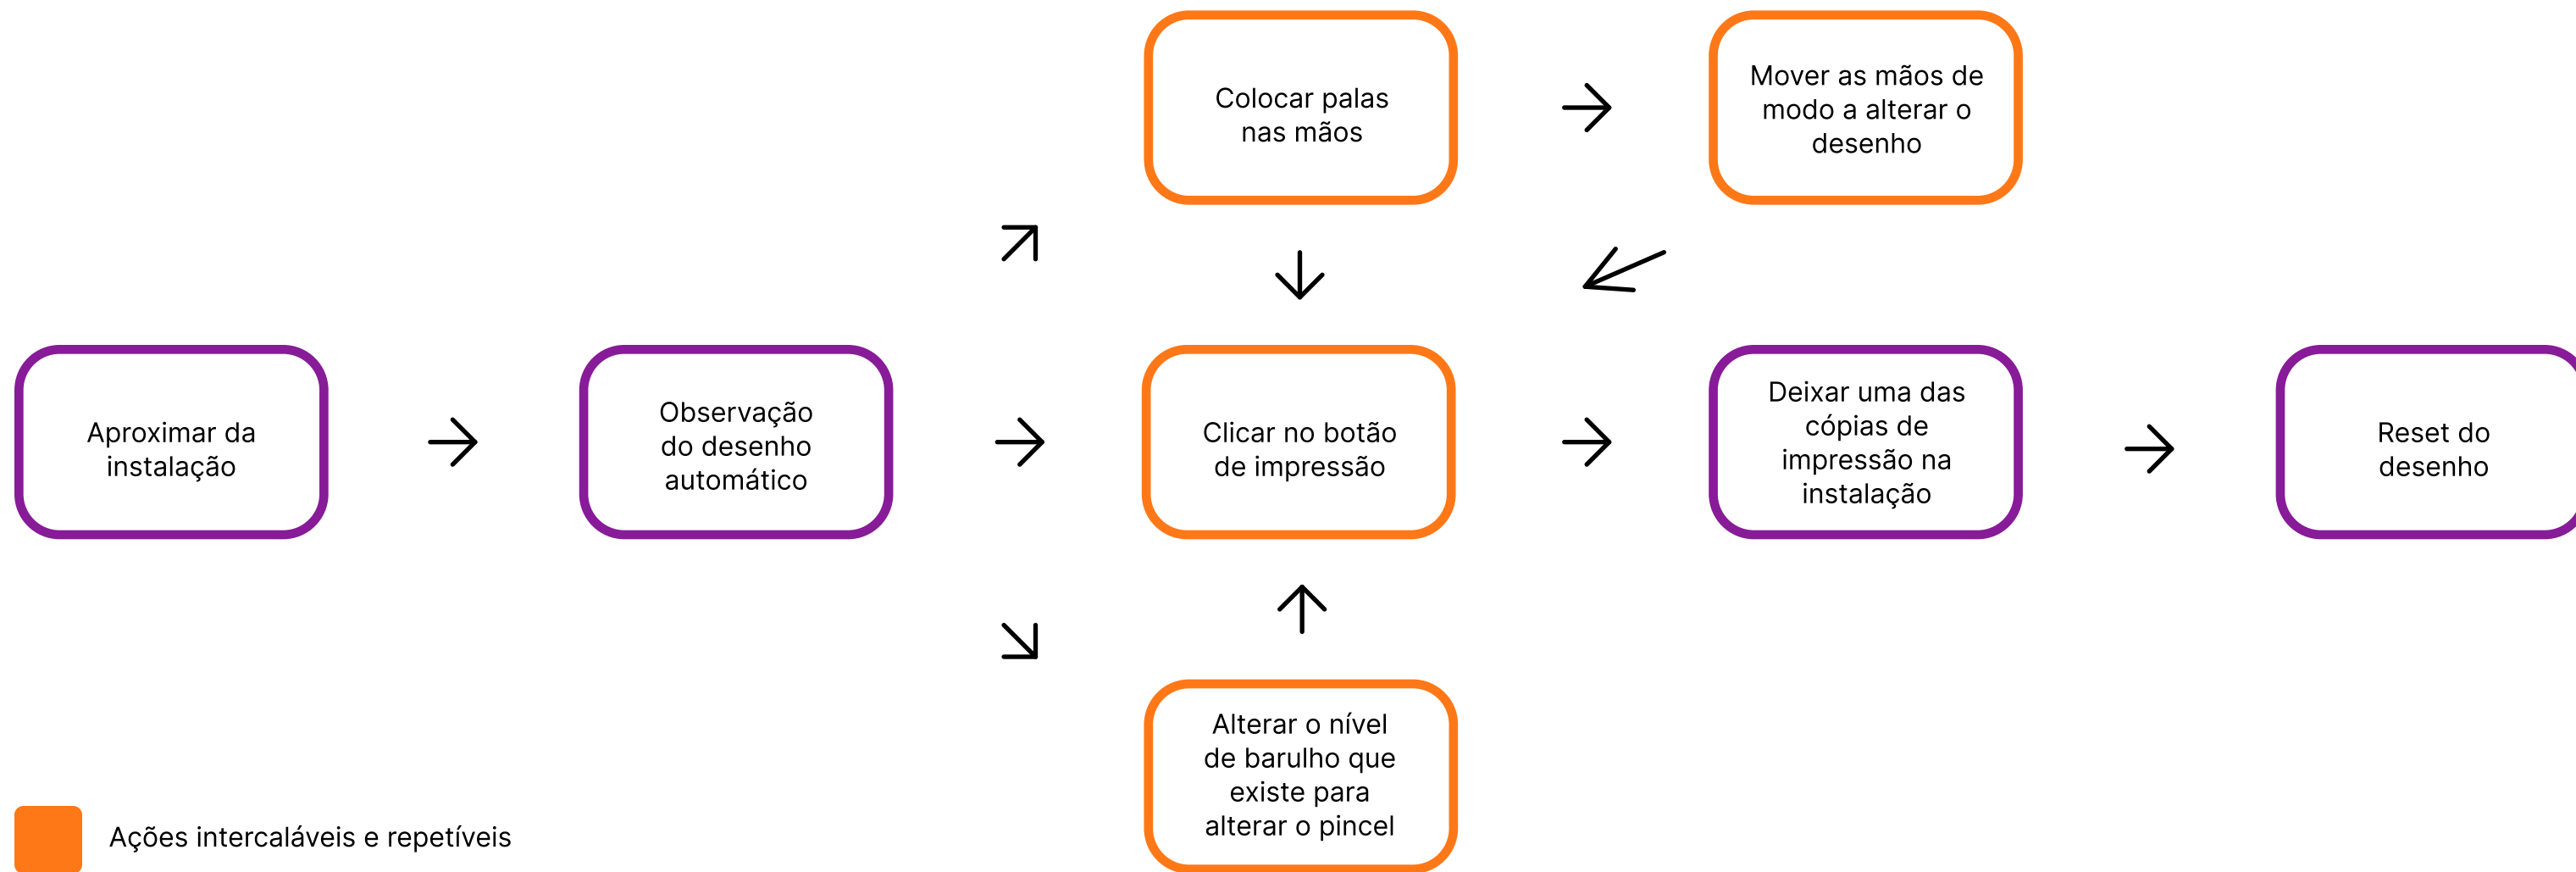 Colocar palas
nas mãos
Mover as mãos de
modo a alterar o
desenho
Aproximar da
instalação
Observação
do desenho
automático
Clicar no botão
de impressão
Deixar uma das
cópias de
impressão na
instalação
Reset do
desenho
Alterar o nível
de barulho que
existe para
alterar o pincel
Ações intercaláveis e repetíveis